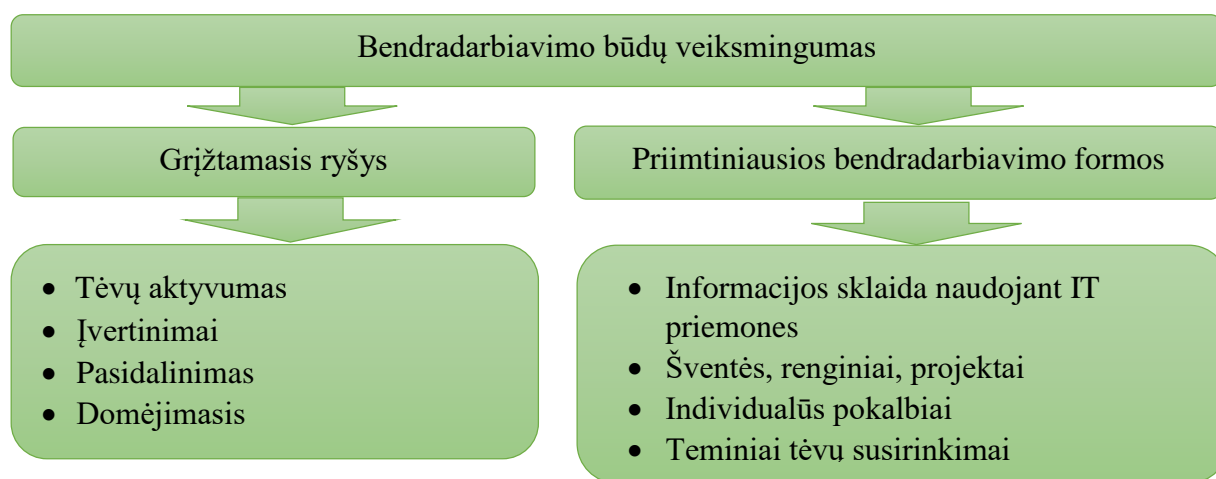 Bendradarbiavimo būdų veiksmingumas
Grįžtamasis ryšys
Priimtiniausios bendradarbiavimo formos
• Tėvų aktyvumas
• Įvertinimai
• Pasidalinimas
• Domėjimasis
• Informacijos sklaida naudojant IT
priemones
• Šventės, renginiai, projektai
• Individualūs pokalbiai
• Teminiai tėvų susirinkimai